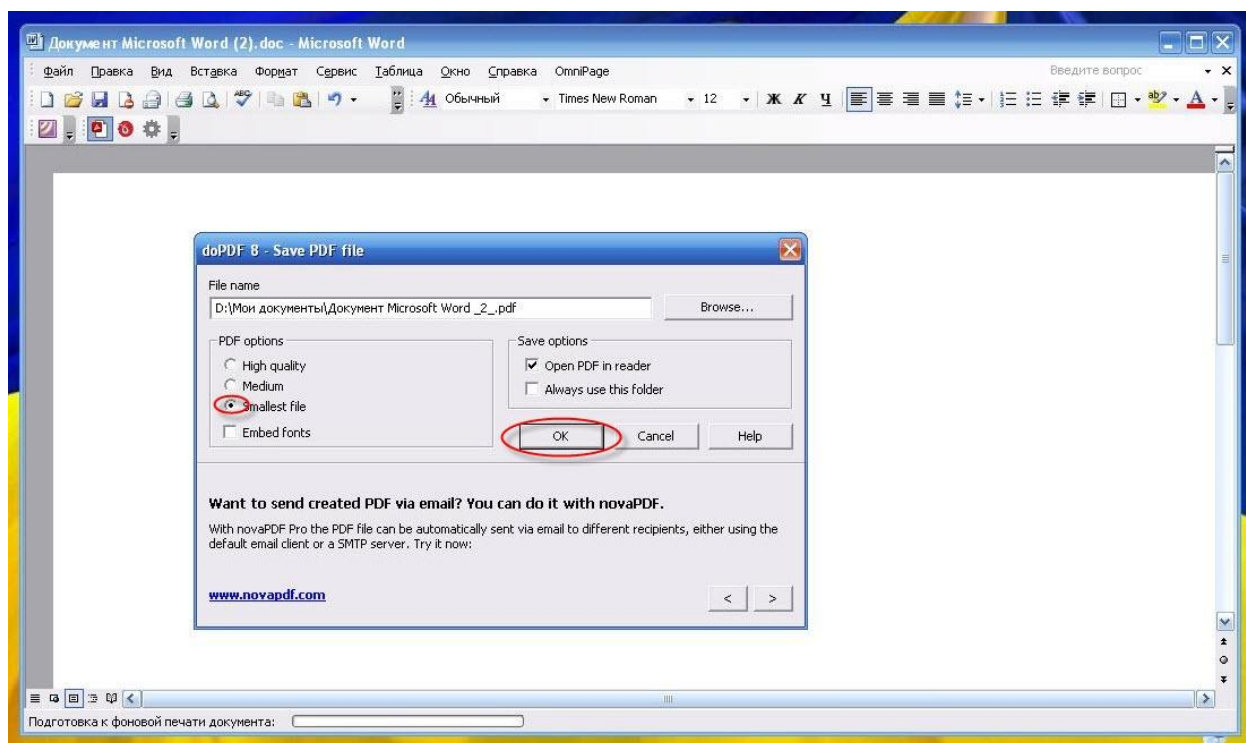 Документ Microsoft Word (2).doc - Microsoft Word
Файл Правка Вид Вставка Формат Сервис Таблица Окно Справка OmniPage Введите вопрос
Обычный Times New Roman 12 Ж К Ч
doPDF 8 - Save PDF file
File name
D:\Мои документы\Документ Microsoft Word _2_.pdf Browse...
PDF options Save options
High quality Open PDF in reader
Medium Always use this folder
Smallest file
Embed fonts OK Cancel Help
Want to send created PDF via email? You can do it with novaPDF.
With novaPDF Pro the PDF file can be automatically sent via email to different recipients, either using the
default email client or a SMTP server. Try it now:
www.novapdf.com < >
Подготовка к фоновой печати документа: